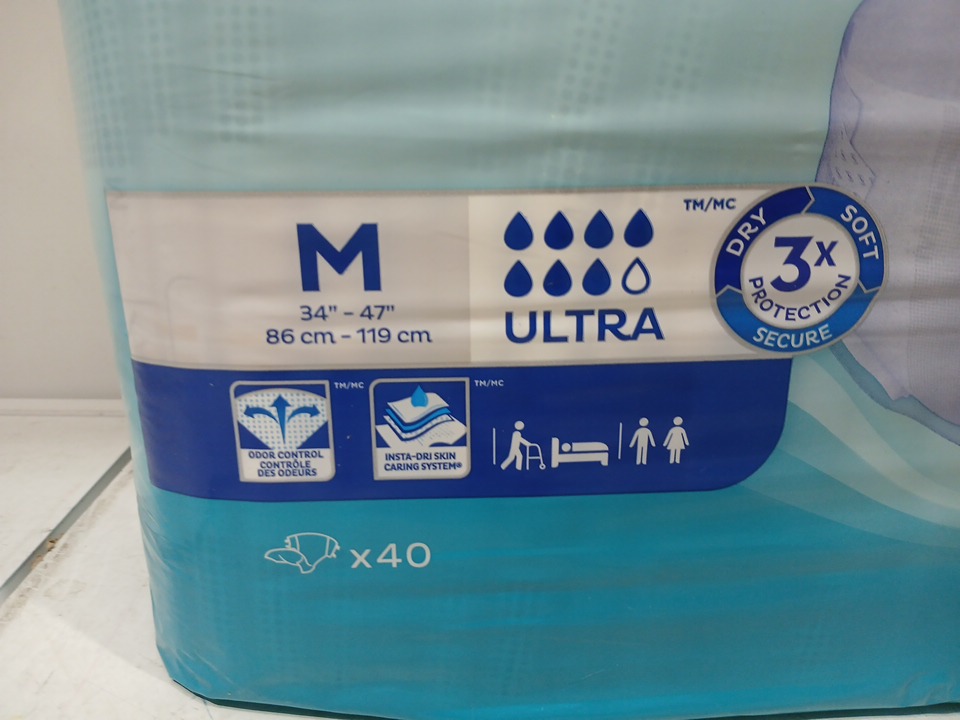 M
34" – 47"
86 cm – 119 cm
ULTRA
TM/MC
DRY
SOFT
SECURE
3x
PROTECTION
TM/MC
ODOR CONTROL
CONTRÔLE
DES ODEURS
TM/MC
INSTA-DRI SKIN
CARING SYSTEM®
x40